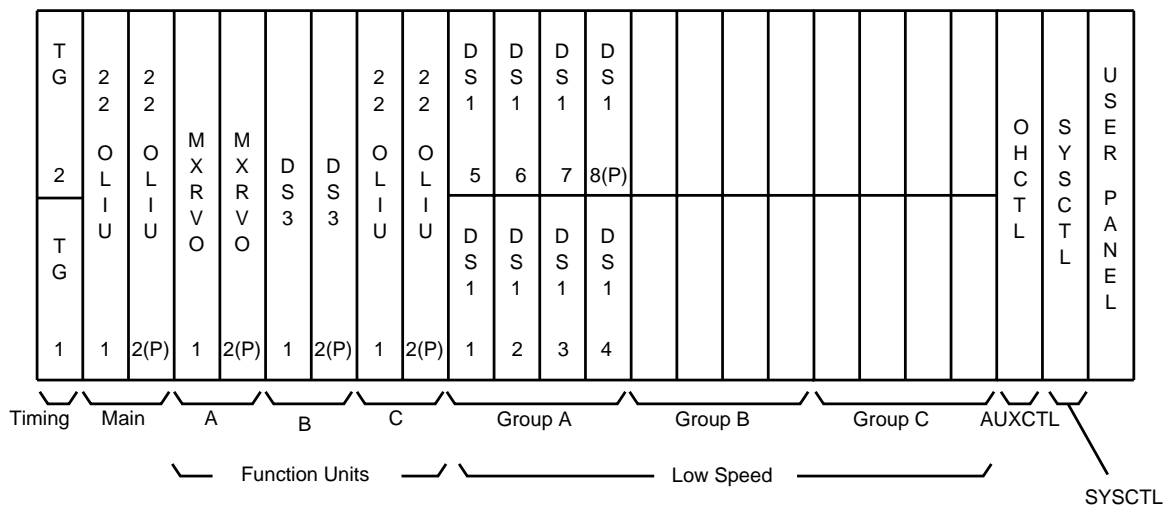 TG 2
TG 1
22 OLIU 1
22 OLIU 2(P)
MXRVO 1
MXRVO 2(P)
DS3 1
DS3 2(P)
22 OLIU 1
22 OLIU 2(P)
DS1 5
DS1 6
DS1 7
DS1 8(P)
DS1 1
DS1 2
DS1 3
DS1 4
OHCTL
SYSCTL
USER PANEL
Timing Main A B C Group A Group B Group C AUXCTL
Function Units Low Speed
SYSCTL